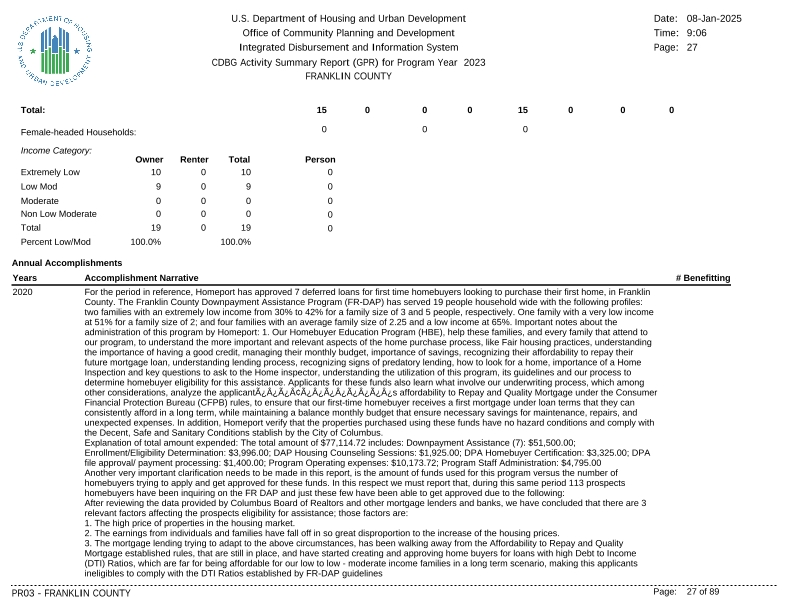 U.S. DEPARTMENT OF HOUSING AND URBAN DEVELOPMENT
U.S. Department of Housing and Urban Development
Office of Community Planning and Development
Integrated Disbursement and Information System
CDBG Activity Summary Report (GPR) for Program Year 2023
FRANKLIN COUNTY
Date: 08-Jan-2025
Time: 9:06
Page: 27
Total: 15 0 0 0 15 0 0 0
Female-headed Households: 0 0 0
Income Category:
Owner Renter Total Person
Extremely Low 10 0 10 0
Low Mod 9 0 9 0
Moderate 0 0 0 0
Non Low Moderate 0 0 0 0
Total 19 0 19 0
Percent Low/Mod 100.0% 100.0%
Annual Accomplishments
Years Accomplishment Narrative # Benefitting
2020 For the period in reference, Homeport has approved 7 deferred loans for first time homebuyers looking to purchase their first home, in Franklin
County. The Franklin County Downpayment Assistance Program (FR-DAP) has served 19 people household wide with the following profiles:
two families with an extremely low income from 30% to 42% for a family size of 3 and 5 people, respectively. One family with a very low income
at 51% for a family size of 2; and four families with an average family size of 2.25 and a low income at 65%. Important notes about the
administration of this program by Homeport: 1. Our Homebuyer Education Program (HBE), help these families, and every family that attend to
our program, to understand the more important and relevant aspects of the home purchase process, like Fair housing practices, understanding
the importance of having a good credit, managing their monthly budget, importance of savings, recognizing their affordability to repay their
future mortgage loan, understanding lending process, recognizing signs of predatory lending, how to look for a home, importance of a Home
Inspection and key questions to ask to the Home inspector, understanding the utilization of this program, its guidelines and our process to
determine homebuyer eligibility for this assistance. Applicants for these funds also learn what involve our underwriting process, which among
other considerations, analyze the applicantÃ¿Â¿Ã¿Â¢Ã¿Â¿Ã¿Â¿Ã¿Â¿Ã¿Â¿s affordability to Repay and Quality Mortgage under the Consumer
Financial Protection Bureau (CFPB) rules, to ensure that our first-time homebuyer receives a first mortgage under loan terms that they can
consistently afford in a long term, while maintaining a balance monthly budget that ensure necessary savings for maintenance, repairs, and
unexpected expenses. In addition, Homeport verify that the properties purchased using these funds have no hazard conditions and comply with
the Decent, Safe and Sanitary Conditions stablish by the City of Columbus.
Explanation of total amount expended: The total amount of $77,114.72 includes: Downpayment Assistance (7): $51,500.00;
Enrollment/Eligibility Determination: $3,996.00; DAP Housing Counseling Sessions: $1,925.00; DPA Homebuyer Certification: $3,325.00; DPA
file approval/ payment processing: $1,400.00; Program Operating expenses: $10,173.72; Program Staff Administration: $4,795.00
Another very important clarification needs to be made in this report, is the amount of funds used for this program versus the number of
homebuyers trying to apply and get approved for these funds. In this respect we must report that, during this same period 113 prospects
homebuyers have been inquiring on the FR DAP and just these few have been able to get approved due to the following:
After reviewing the data provided by Columbus Board of Realtors and other mortgage lenders and banks, we have concluded that there are 3
relevant factors affecting the prospects eligibility for assistance; those factors are:
1. The high price of properties in the housing market.
2. The earnings from individuals and families have fall off in so great disproportion to the increase of the housing prices.
3. The mortgage lending trying to adapt to the above circumstances, has been walking away from the Affordability to Repay and Quality
Mortgage established rules, that are still in place, and have started creating and approving home buyers for loans with high Debt to Income
(DTI) Ratios, which are far for being affordable for our low to low - moderate income families in a long term scenario, making this applicants
ineligibles to comply with the DTI Ratios established by FR-DAP guidelines
PR03 - FRANKLIN COUNTY
Page: 27 of 89